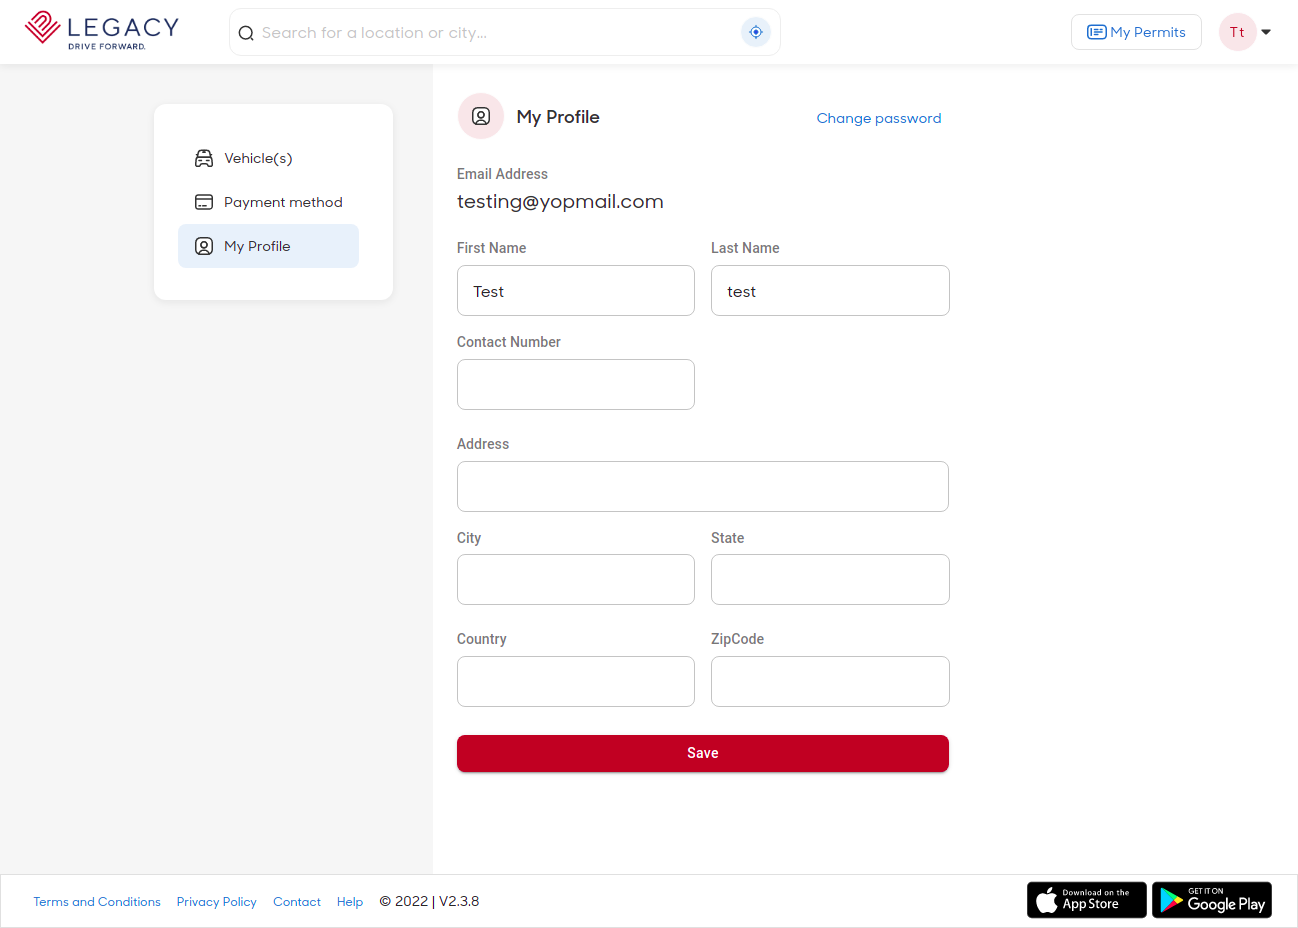 LEGACY
DRIVE FORWARD.
Search for a location or city...
My Permits
Tt
Vehicle(s)
Payment method
My Profile
My Profile
Change password
Email Address
testing@yopmail.com
First Name
Last Name
Test
test
Contact Number
Address
City
State
Country
ZipCode
Save
Terms and Conditions
Privacy Policy
Contact
Help
© 2022 | V2.3.8
Download on the
App Store
GET IT ON
Google Play